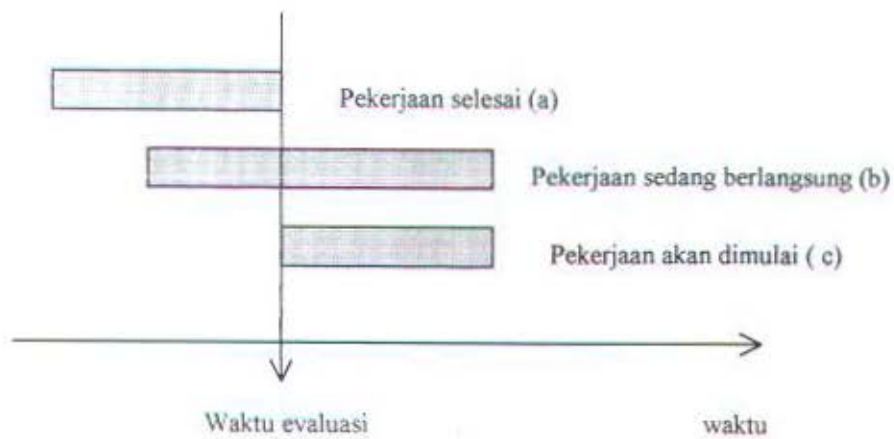 Pekerjaan selesai (a)
Pekerjaan sedang berlangsung (b)
Pekerjaan akan dimulai ( c)
Waktu evaluasi
waktu